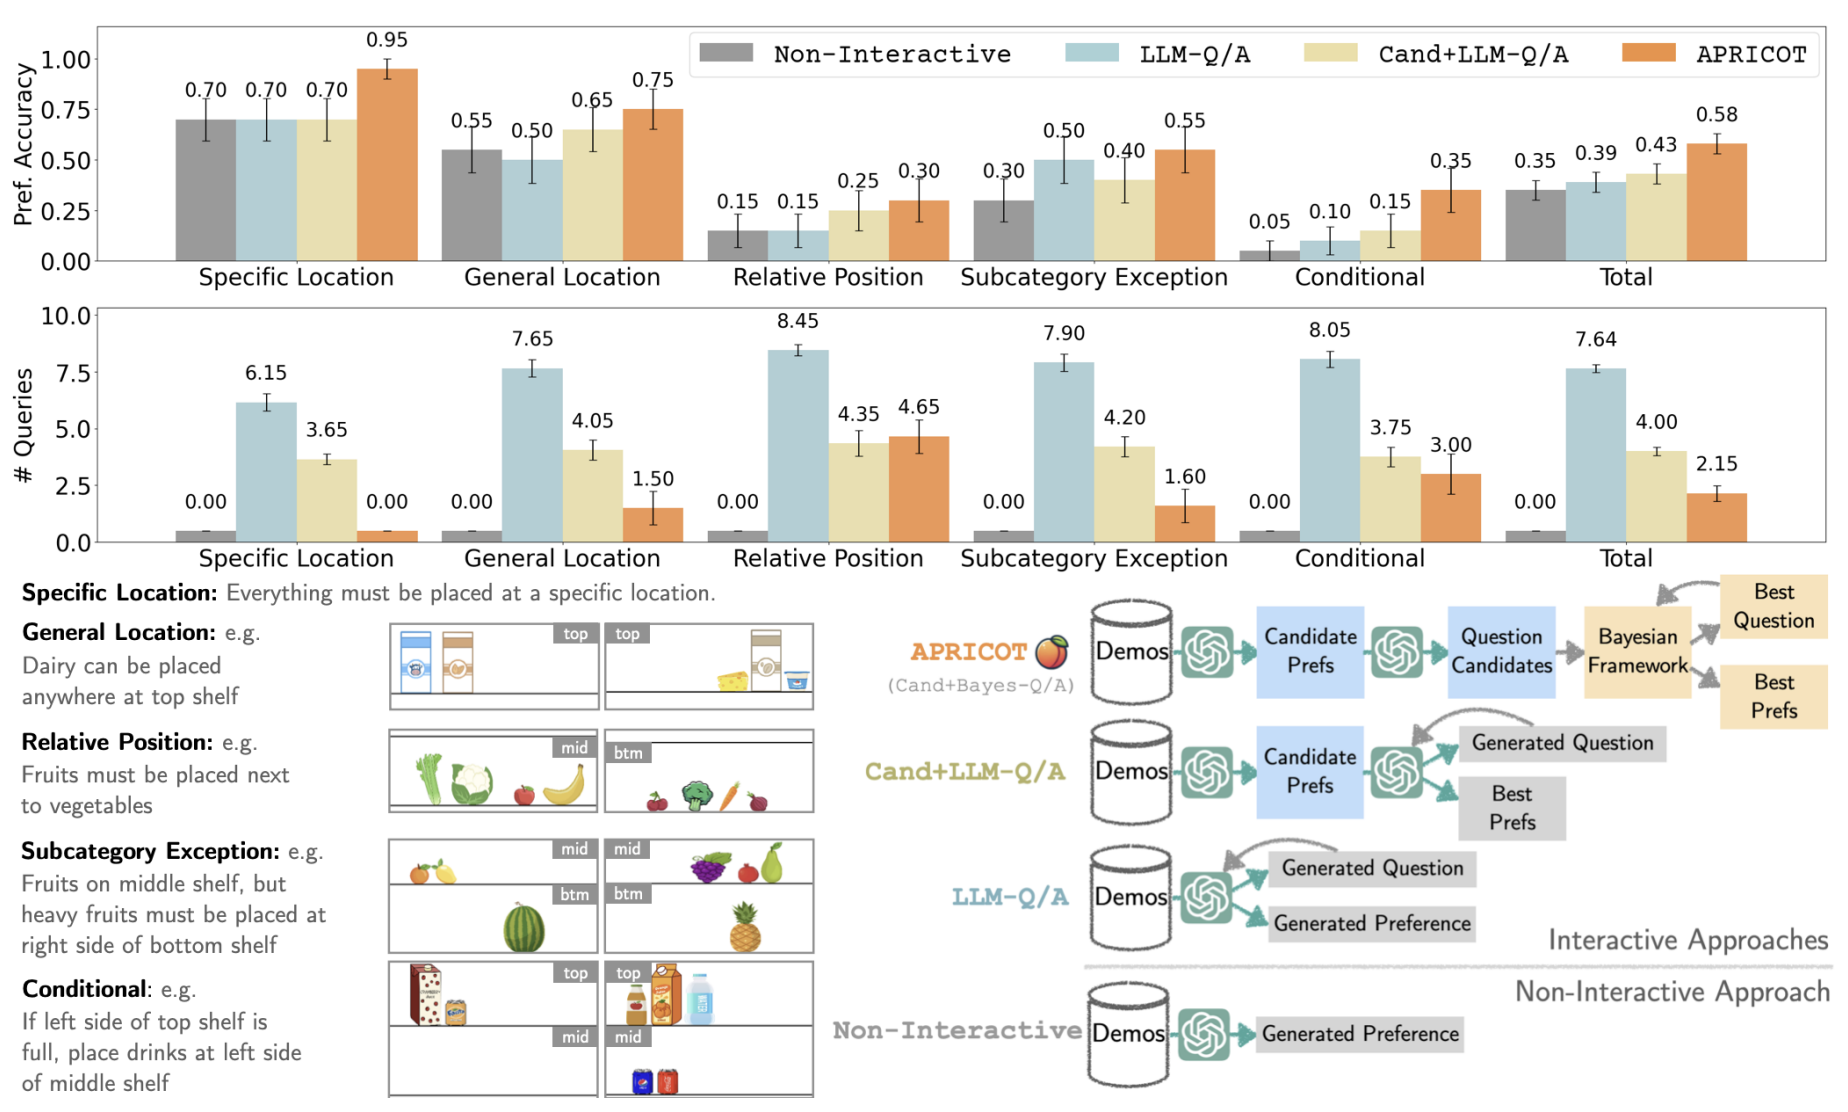 Pref. Accuracy
1.00
0.75
0.50
0.25
0.00
Non-Interactive
LLM-Q/A
Cand+LLM-Q/A
APRICOT
0.70 0.70 0.70 0.95
0.55 0.50 0.65 0.75
0.15 0.15 0.25 0.30
0.30 0.50 0.40 0.55
0.05 0.10 0.15 0.35
0.35 0.39 0.43 0.58
Specific Location
General Location
Relative Position
Subcategory Exception
Conditional
Total
# Queries
10.0
7.5
5.0
2.5
0.0
0.00 6.15 3.65 0.00
0.00 7.65 4.05 1.50
0.00 8.45 4.35 4.65
0.00 7.90 4.20 1.60
0.00 8.05 3.75 3.00
0.00 7.64 4.00 2.15
Specific Location
General Location
Relative Position
Subcategory Exception
Conditional
Total
Specific Location: Everything must be placed at a specific location.
General Location: e.g.
Dairy can be placed
anywhere at top shelf
top
top
Relative Position: e.g.
Fruits must be placed next
to vegetables
mid
btm
Subcategory Exception: e.g.
Fruits on middle shelf, but
heavy fruits must be placed at
right side of bottom shelf
mid
mid
btm
btm
Conditional: e.g.
If left side of top shelf is
full, place drinks at left side
of middle shelf
top
top
mid
mid
APRICOT
(Cand+Bayes-Q/A)
Demos
Candidate
Prefs
Question
Candidates
Bayesian
Framework
Best
Question
Best
Prefs
Cand+LLM-Q/A
Demos
Candidate
Prefs
Generated Question
Best
Prefs
LLM-Q/A
Demos
Generated Question
Generated Preference
Interactive Approaches
Non-Interactive Approach
Non-Interactive
Demos
Generated Preference